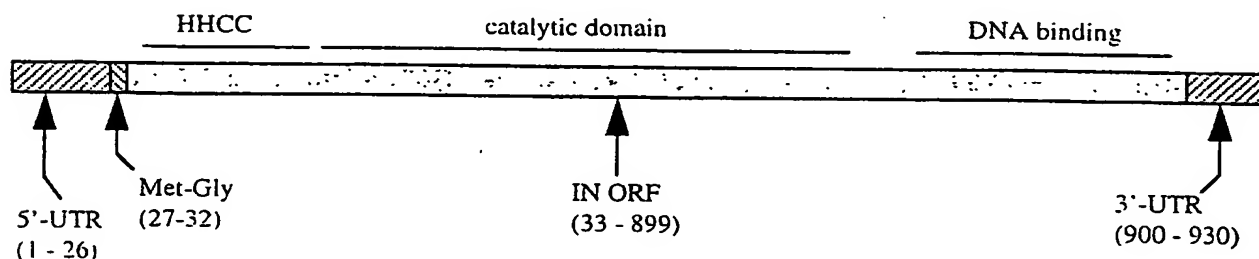 HHCC
catalytic domain
DNA binding
Met-Gly
(27-32)
5'-UTR
(1 - 26)
IN ORF
(33 - 899)
3'-UTR
(900 - 930)